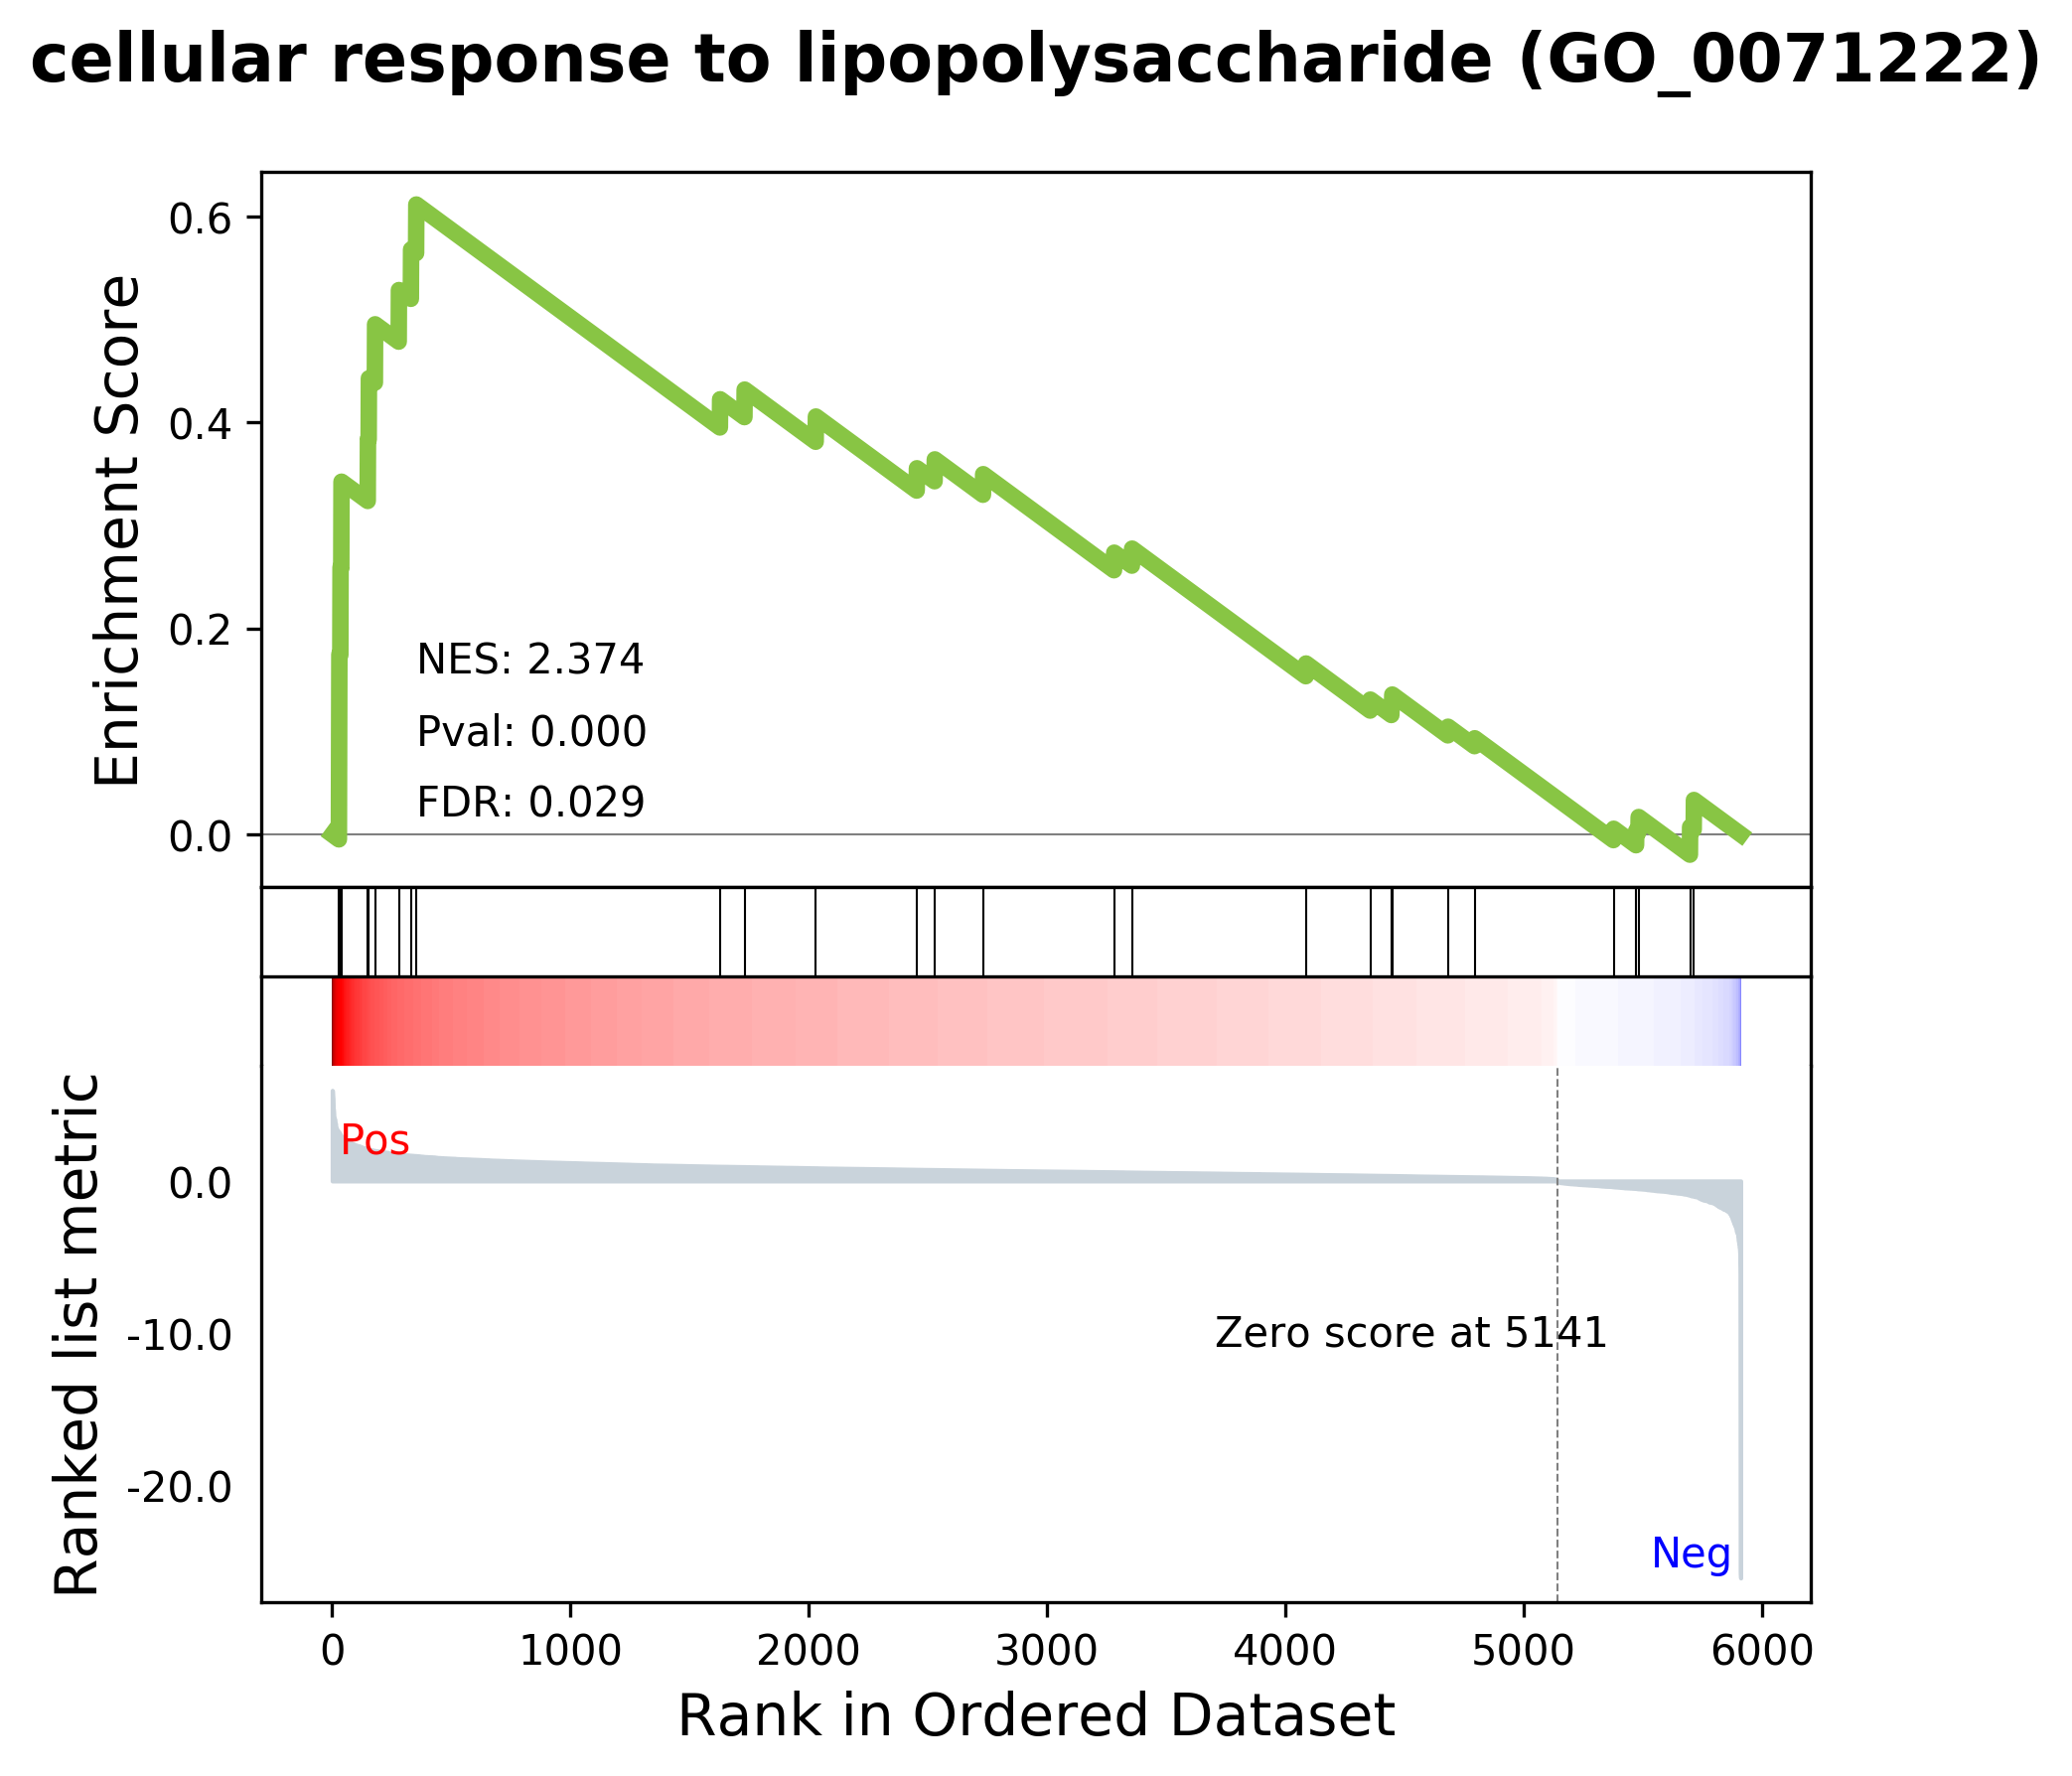 cellular response to lipopolysaccharide (GO_0071222)
Enrichment Score
0.6
0.4
0.2
0.0
NES: 2.374
Pval: 0.000
FDR: 0.029
Ranked list metric
Pos
0.0
-10.0
-20.0
Zero score at 5141
Neg
0 1000 2000 3000 4000 5000 6000
Rank in Ordered Dataset